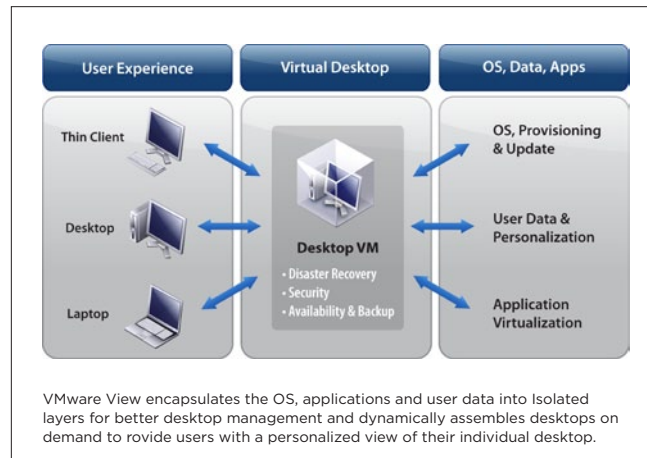 User Experience
Virtual Desktop
OS, Data, Apps
Thin Client
Desktop
Laptop
Desktop VM
• Disaster Recovery
• Security
• Availability & Backup
OS, Provisioning
& Update
User Data &
Personalization
Application
Virtualization
VMware View encapsulates the OS, applications and user data into Isolated
layers for better desktop management and dynamically assembles desktops on
demand to rovide users with a personalized view of their individual desktop.